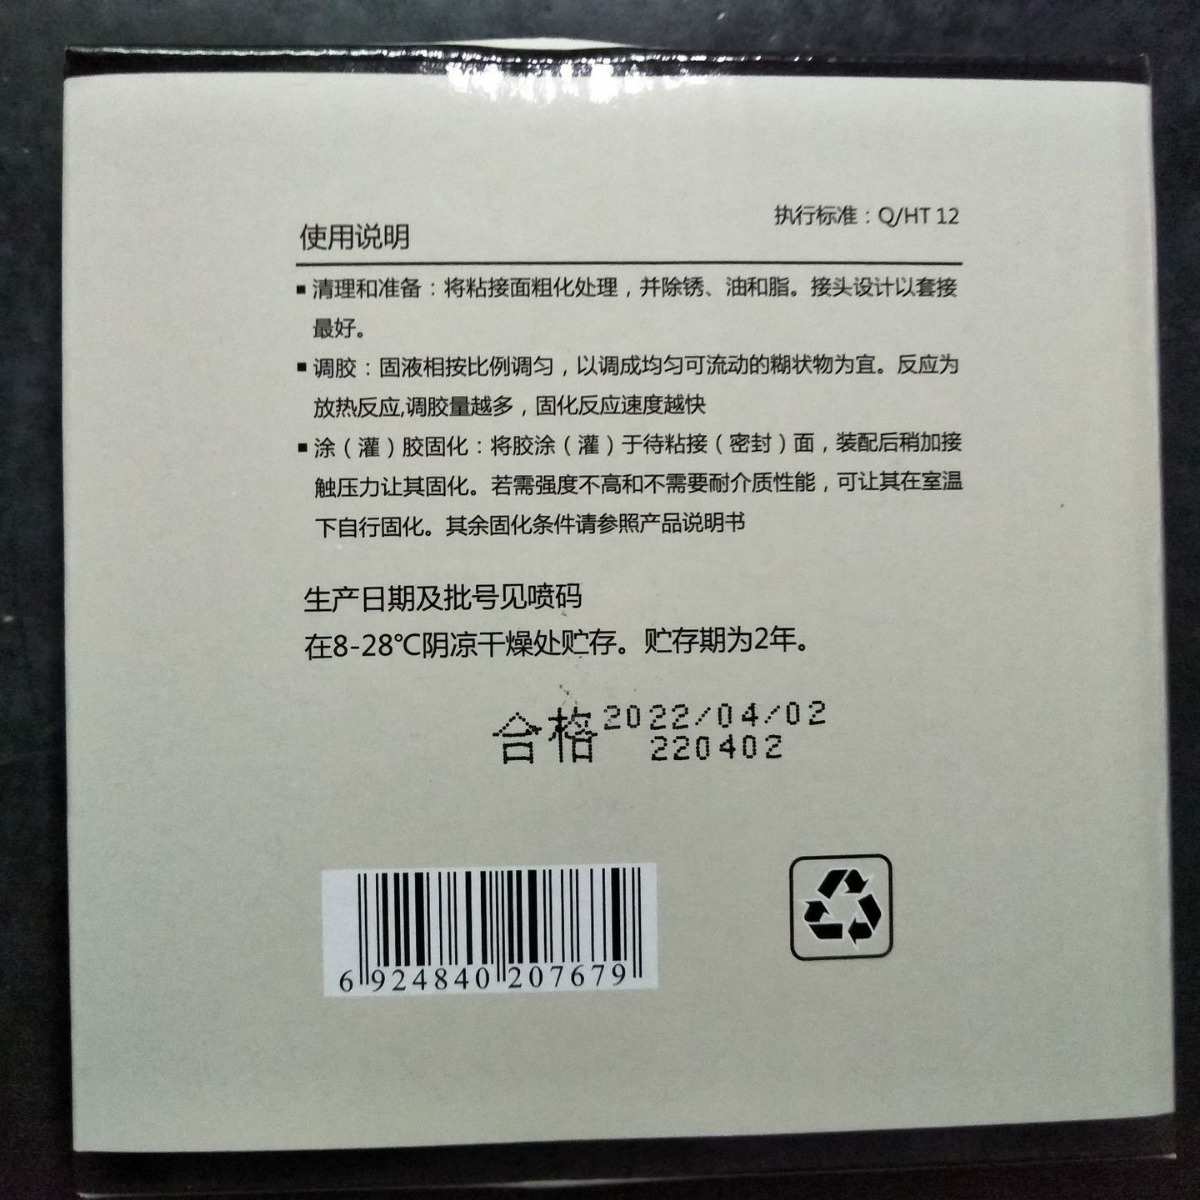 执行标准：Q/HT 12
使用说明
■ 清理和准备：将粘接面粗化处理，并除锈、油和脂。接头设计以套接
最好。
■ 调胶：固液相按比例调匀，以调成均匀可流动的糊状物为宜。反应为
放热反应,调胶量越多，固化反应速度越快
■ 涂（灌）胶固化：将胶涂（灌）于待粘接（密封）面，装配后稍加接
触压力让其固化。若需强度不高和不需要耐介质性能，可让其在室温
下自行固化。其余固化条件请参照产品说明书
生产日期及批号见喷码
在8-28℃阴凉干燥处贮存。贮存期为2年。
合格 2022/04/02
220402
6 924840 207679